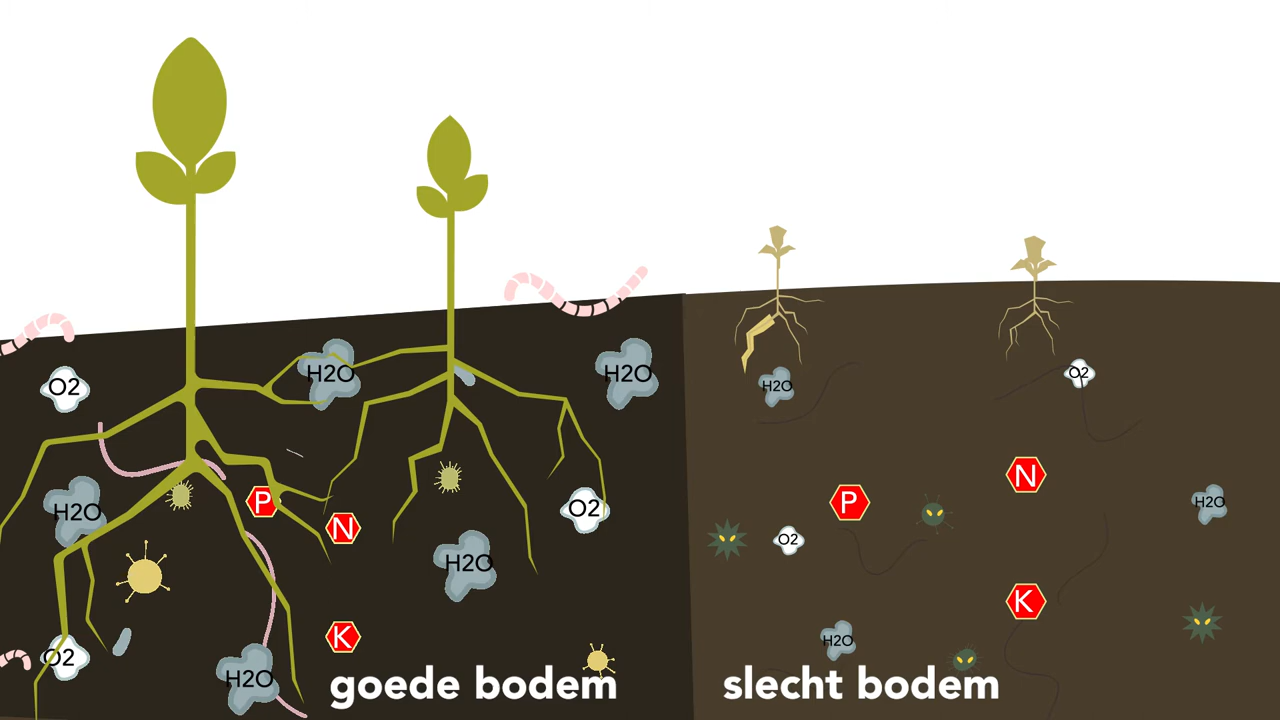 H2O
H2O
O2
H2O
O2
H2O
P
N
O2
H2O
N
P
H2O
O2
H2O
K
K
H2O
O2
H2O
goede bodem
slecht bodem